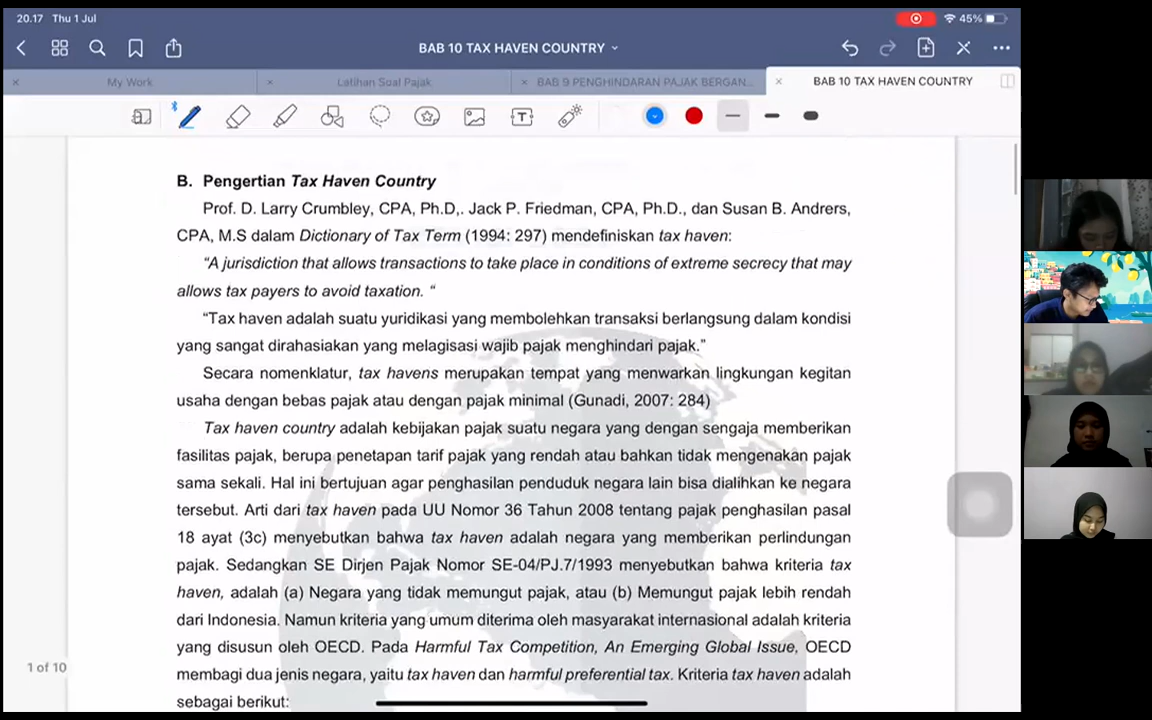 20.17 Thu 1 Jul
45%
BAB 10 TAX HAVEN COUNTRY
My Work
Latihan Soal Pajak
BAB 9 PENGHINDARAN PAJAK BERGAN...
BAB 10 TAX HAVEN COUNTRY
B. Pengertian Tax Haven Country
Prof. D. Larry Crumbley, CPA, Ph.D,. Jack P. Friedman, CPA, Ph.D., dan Susan B. Andrers,
CPA, M.S dalam Dictionary of Tax Term (1994: 297) mendefiniskan tax haven:
“A jurisdiction that allows transactions to take place in conditions of extreme secrecy that may
allows tax payers to avoid taxation. “
“Tax haven adalah suatu yuridikasi yang membolehkan transaksi berlangsung dalam kondisi
yang sangat dirahasiakan yang melagisasi wajib pajak menghindari pajak.”
Secara nomenklatur, tax havens merupakan tempat yang menwarkan lingkungan kegitan
usaha dengan bebas pajak atau dengan pajak minimal (Gunadi, 2007: 284)
Tax haven country adalah kebijakan pajak suatu negara yang dengan sengaja memberikan
fasilitas pajak, berupa penetapan tarif pajak yang rendah atau bahkan tidak mengenakan pajak
sama sekali. Hal ini bertujuan agar penghasilan penduduk negara lain bisa dialihkan ke negara
tersebut. Arti dari tax haven pada UU Nomor 36 Tahun 2008 tentang pajak penghasilan pasal
18 ayat (3c) menyebutkan bahwa tax haven adalah negara yang memberikan perlindungan
pajak. Sedangkan SE Dirjen Pajak Nomor SE-04/PJ.7/1993 menyebutkan bahwa kriteria tax
haven, adalah (a) Negara yang tidak memungut pajak, atau (b) Memungut pajak lebih rendah
dari Indonesia. Namun kriteria yang umum diterima oleh masyarakat internasional adalah kriteria
yang disusun oleh OECD. Pada Harmful Tax Competition, An Emerging Global Issue, OECD
membagi dua jenis negara, yaitu tax haven dan harmful preferential tax. Kriteria tax haven adalah
sebagai berikut:
1 of 10